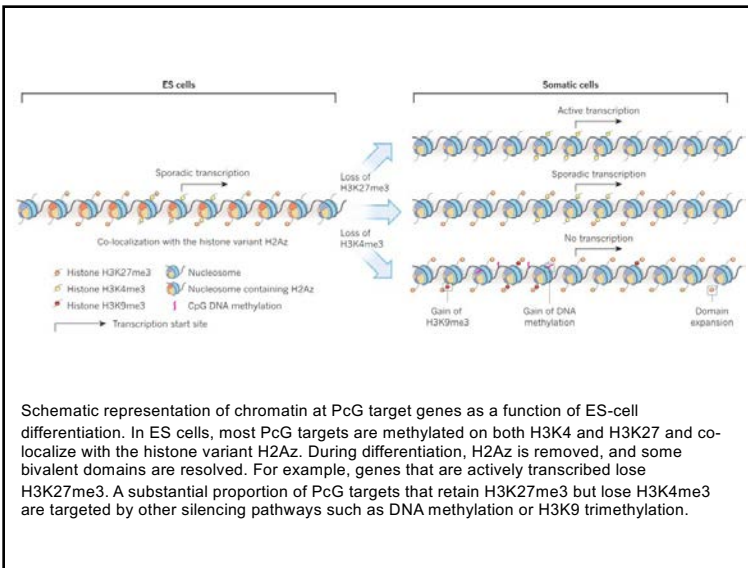 ES cells
Somatic cells
Active transcription
Sporadic transcription
Loss of
H3K27me3
Sporadic transcription
Loss of
H3K4me3
Co-localization with the histone variant H2Az
No transcription
Histone H3K27me3
Nucleosome
Histone H3K4me3
Nucleosome containing H2Az
Histone H3K9me3
CpG DNA methylation
Transcription start site
Gain of
H3K9me3
Gain of DNA
methylation
Domain
expansion
Schematic representation of chromatin at PcG target genes as a function of ES-cell
differentiation. In ES cells, most PcG targets are methylated on both H3K4 and H3K27 and co-
localize with the histone variant H2Az. During differentiation, H2Az is removed, and some
bivalent domains are resolved. For example, genes that are actively transcribed lose
H3K27me3. A substantial proportion of PcG targets that retain H3K27me3 but lose H3K4me3
are targeted by other silencing pathways such as DNA methylation or H3K9 trimethylation.